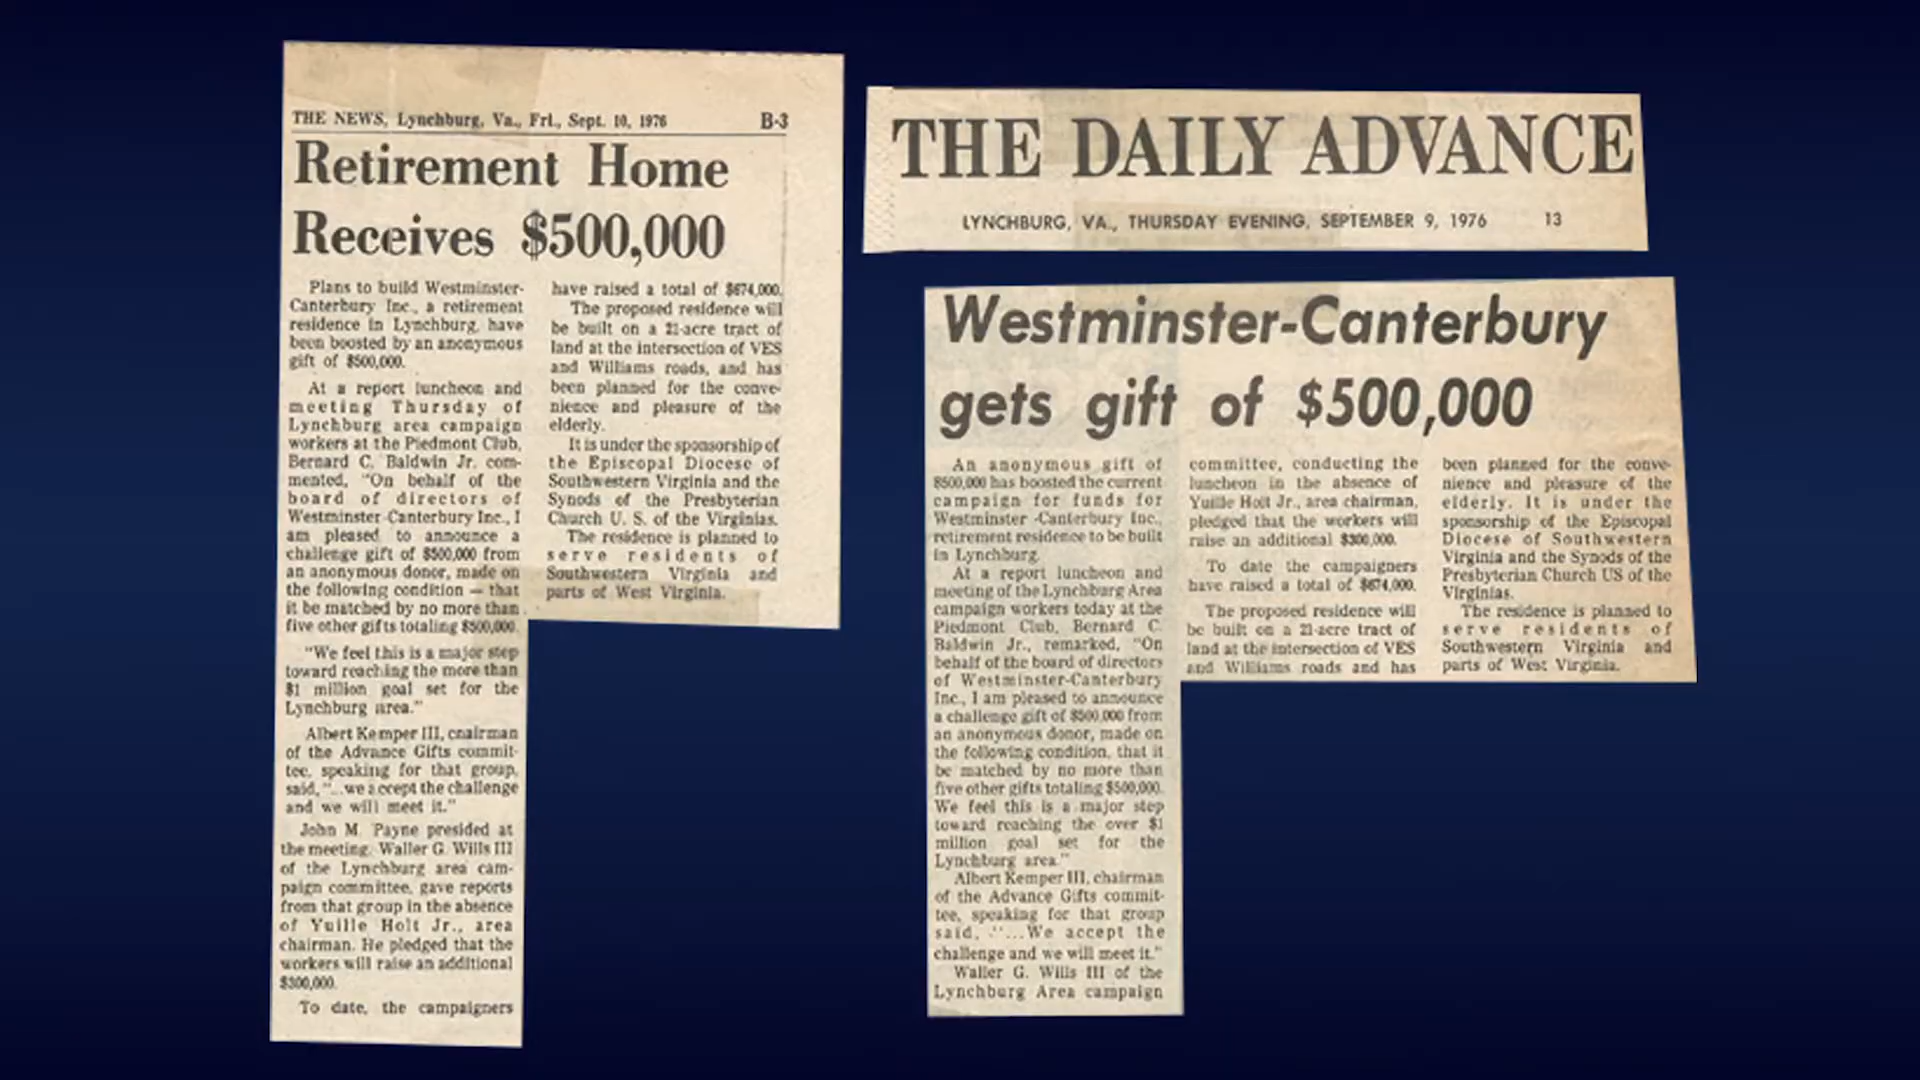 THE NEWS, Lynchburg, Va., Fri., Sept. 10, 1976 B-3
Retirement Home
Receives $500,000
Plans to build Westminster-
Canterbury Inc., a retirement
residence in Lynchburg, have
been boosted by an anonymous
gift of $500,000.
At a report luncheon and
meeting Thursday of
Lynchburg area campaign
workers at the Piedmont Club,
Bernard C. Baldwin Jr. com-
mented, "On behalf of the
board of directors of
Westminster-Canterbury Inc., I
am pleased to announce a
challenge gift of $500,000 from
an anonymous donor, made on
the following condition — that
it be matched by no more than
five other gifts totaling $500,000.
"We feel this is a major step
toward reaching the more than
$1 million goal set for the
Lynchburg area."
Albert Kemper III, chairman
of the Advance Gifts commit-
tee, speaking for that group,
said, "...we accept the challenge
and we will meet it."
John M. Payne presided at
the meeting. Waller G. Wills III
of the Lynchburg area cam-
paign committee, gave reports
from that group in the absence
of Yuille Holt Jr., area
chairman. He pledged that the
workers will raise an additional
$300,000.
To date, the campaigners
have raised a total of $674,000.
The proposed residence will
be built on a 21-acre tract of
land at the intersection of VES
and Williams roads, and has
been planned for the conve-
nience and pleasure of the
elderly.
It is under the sponsorship of
the Episcopal Diocese of
Southwestern Virginia and the
Synods of the Presbyterian
Church U. S. of the Virginias.
The residence is planned to
serve residents of
Southwestern Virginia and
parts of West Virginia.
THE DAILY ADVANCE
LYNCHBURG, VA., THURSDAY EVENING, SEPTEMBER 9, 1976 13
Westminster-Canterbury
gets gift of $500,000
An anonymous gift of
$500,000 has boosted the current
campaign for funds for
Westminster -Canterbury Inc.,
retirement residence to be built
in Lynchburg.
At a report luncheon and
meeting of the Lynchburg Area
campaign workers today at the
Piedmont Club, Bernard C.
Baldwin Jr., remarked, "On
behalf of the board of directors
of Westminster-Canterbury
Inc., I am pleased to announce
a challenge gift of $500,000 from
an anonymous donor, made on
the following condition, that it
be matched by no more than
five other gifts totaling $500,000.
We feel this is a major step
toward reaching the over $1
million goal set for the
Lynchburg area."
Albert Kemper III, chairman
of the Advance Gifts commit-
tee, speaking for that group
said, "...We accept the
challenge and we will meet it."
Waller G. Wills III of the
Lynchburg Area campaign
committee, conducting the
luncheon in the absence of
Yuille Holt Jr., area chairman,
pledged that the workers will
raise an additional $300,000.
To date the campaigners
have raised a total of $674,000.
The proposed residence will
be built on a 21-acre tract of
land at the intersection of VES
and Williams roads and has
been planned for the conve-
nience and pleasure of the
elderly. It is under the
sponsorship of the Episcopal
Diocese of Southwestern
Virginia and the Synods of the
Presbyterian Church US of the
Virginias.
The residence is planned to
serve residents of
Southwestern Virginia and
parts of West Virginia.